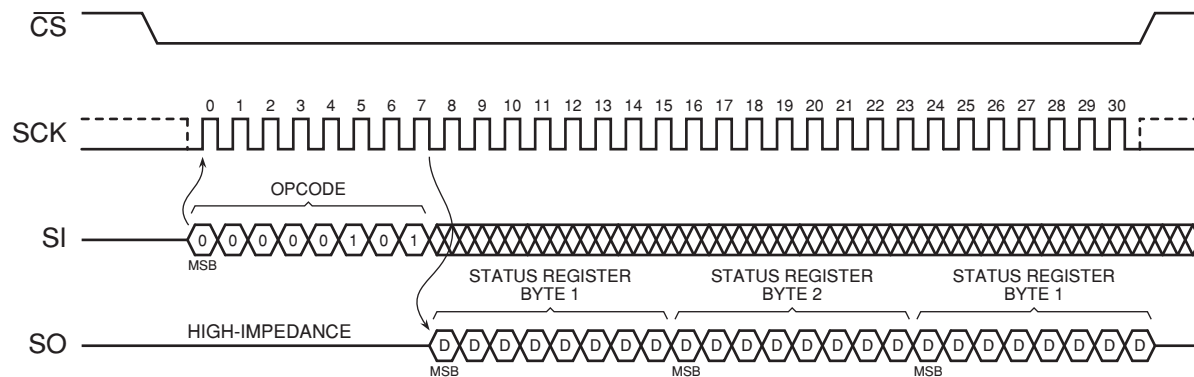 CS
0 1 2 3 4 5 6 7 8 9 10 11 12 13 14 15 16 17 18 19 20 21 22 23 24 25 26 27 28 29 30
SCK
OPCODE
SI 0 0 0 0 0 1 0 1
MSB
STATUS REGISTER BYTE 1
STATUS REGISTER BYTE 2
STATUS REGISTER BYTE 1
HIGH-IMPEDANCE
SO D D D D D D D D D D D D D D D D D D D D D D D D
MSB MSB MSB